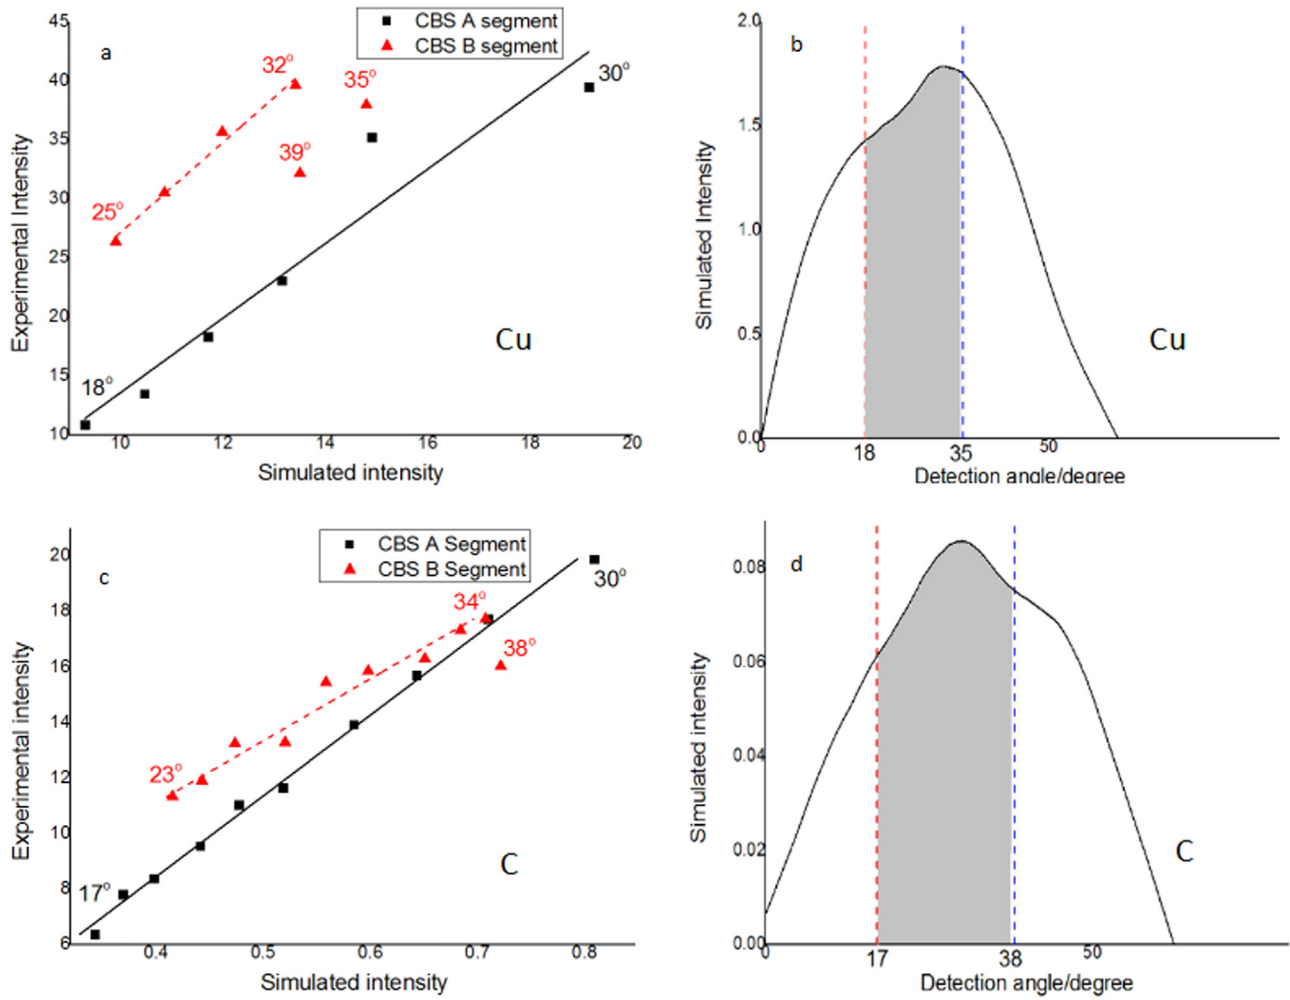 a
CBS A segment
CBS B segment
45
40
35
30
25
20
15
10
Experimental Intensity
32°
35°
30°
39°
25°
18°
Cu
10
12
14
16
18
20
Simulated intensity
b
2.0
1.5
1.0
0.5
0.0
Simulated Intensity
Cu
0
18
35
50
Detection angle/degree
c
CBS A Segment
CBS B Segment
20
18
16
14
12
10
8
6
Experimental intensity
34°
30°
38°
23°
17°
C
0.4
0.5
0.6
0.7
0.8
Simulated intensity
d
0.08
0.06
0.04
0.02
0.00
Simulated intensity
C
0
17
38
50
Detection angle/degree